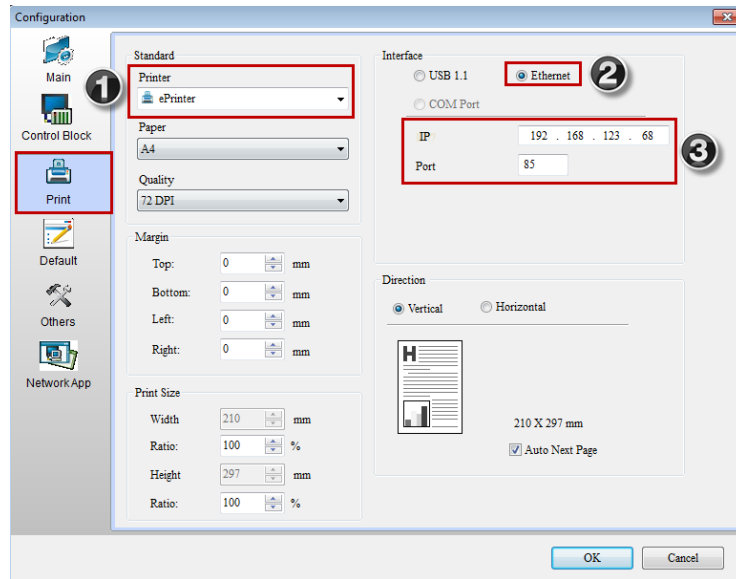 Configuration
Main
Control Block
Print
Default
Others
Network App
Standard
1
Printer
ePrinter
Paper
A4
Quality
72 DPI
Margin
Top: 0 mm
Bottom: 0 mm
Left: 0 mm
Right: 0 mm
Print Size
Width 210 mm
Ratio: 100 %
Height 297 mm
Ratio: 100 %
Interface
USB 1.1 Ethernet 2
COM Port
IP 192 . 168 . 123 . 68
3
Port 85
Direction
Vertical Horizontal
H
210 X 297 mm
Auto Next Page
OK Cancel